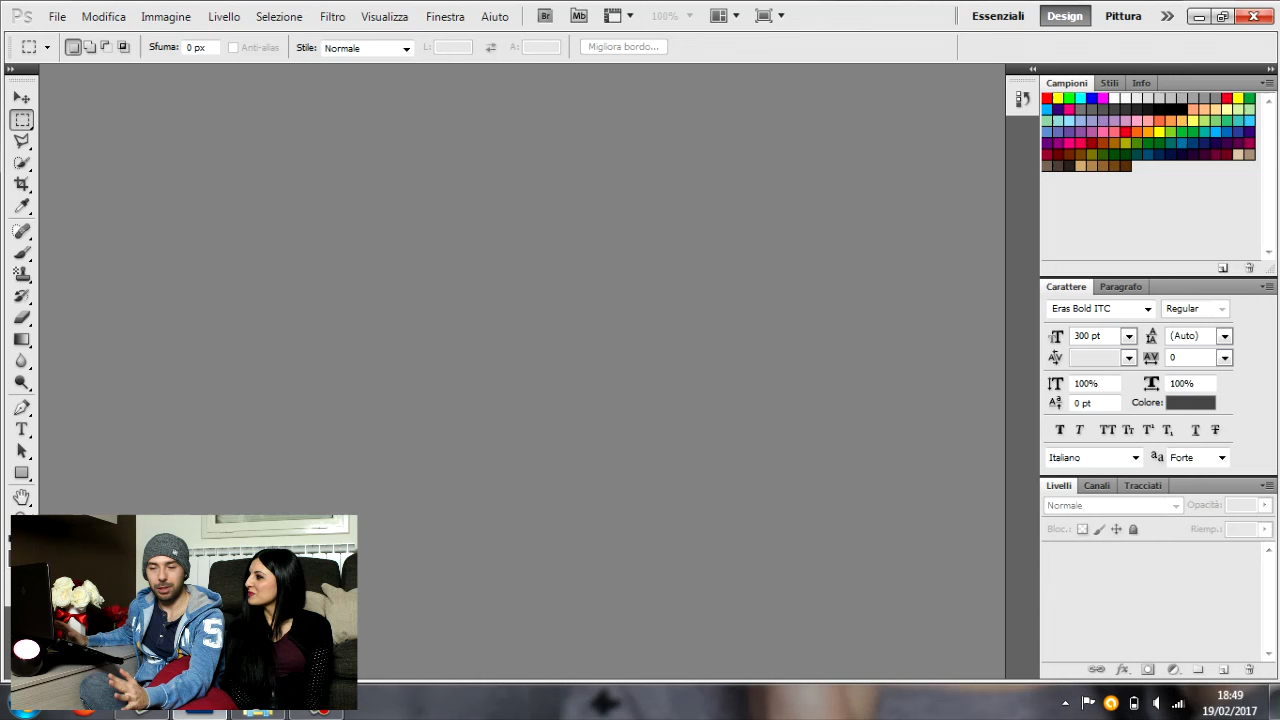 Ps File Modifica Immagine Livello Selezione Filtro Visualizza Finestra Aiuto Br Mb 100% Essenziali Design Pittura
Sfuma: 0 px Anti-alias Stile: Normale L: A: Migliora bordo...
Campioni Stili Info
Carattere Paragrafo
Eras Bold ITC Regular
300 pt (Auto)
0
100% 100%
0 pt Colore:
Italiano aa Forte
Livelli Canali Tracciati
Normale Opacità:
Bloc.: Riemp.:
T
S
fx
18:49
19/02/2017